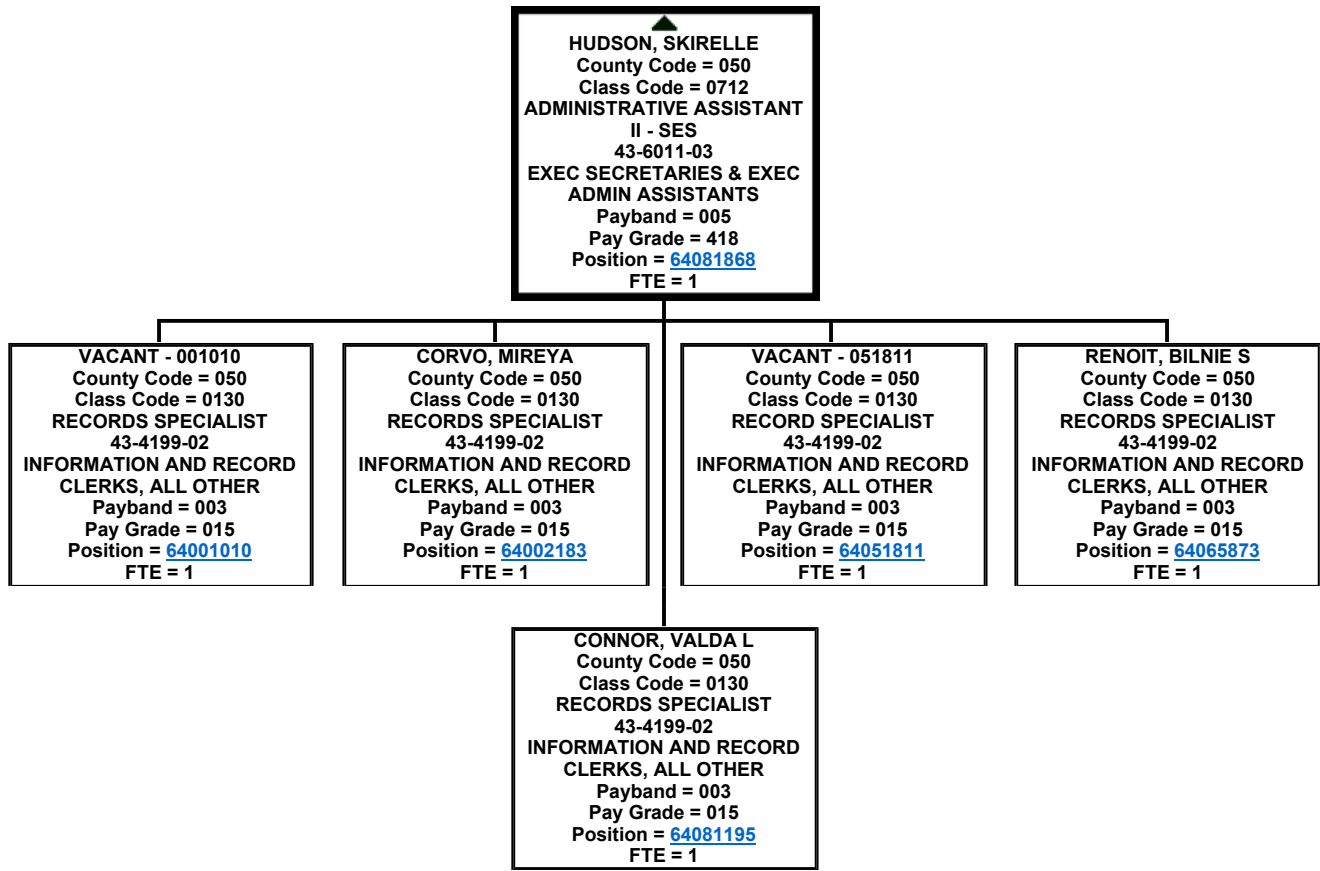 HUDSON, SKIRELLE
County Code = 050
Class Code = 0712
ADMINISTRATIVE ASSISTANT
II - SES
43-6011-03
EXEC SECRETARIES & EXEC
ADMIN ASSISTANTS
Payband = 005
Pay Grade = 418
Position = 64081868
FTE = 1
VACANT - 001010
County Code = 050
Class Code = 0130
RECORDS SPECIALIST
43-4199-02
INFORMATION AND RECORD
CLERKS, ALL OTHER
Payband = 003
Pay Grade = 015
Position = 64001010
FTE = 1
CORVO, MIREYA
County Code = 050
Class Code = 0130
RECORDS SPECIALIST
43-4199-02
INFORMATION AND RECORD
CLERKS, ALL OTHER
Payband = 003
Pay Grade = 015
Position = 64002183
FTE = 1
VACANT - 051811
County Code = 050
Class Code = 0130
RECORD SPECIALIST
43-4199-02
INFORMATION AND RECORD
CLERKS, ALL OTHER
Payband = 003
Pay Grade = 015
Position = 64051811
FTE = 1
RENOIT, BILNIE S
County Code = 050
Class Code = 0130
RECORDS SPECIALIST
43-4199-02
INFORMATION AND RECORD
CLERKS, ALL OTHER
Payband = 003
Pay Grade = 015
Position = 64065873
FTE = 1
CONNOR, VALDA L
County Code = 050
Class Code = 0130
RECORDS SPECIALIST
43-4199-02
INFORMATION AND RECORD
CLERKS, ALL OTHER
Payband = 003
Pay Grade = 015
Position = 64081195
FTE = 1